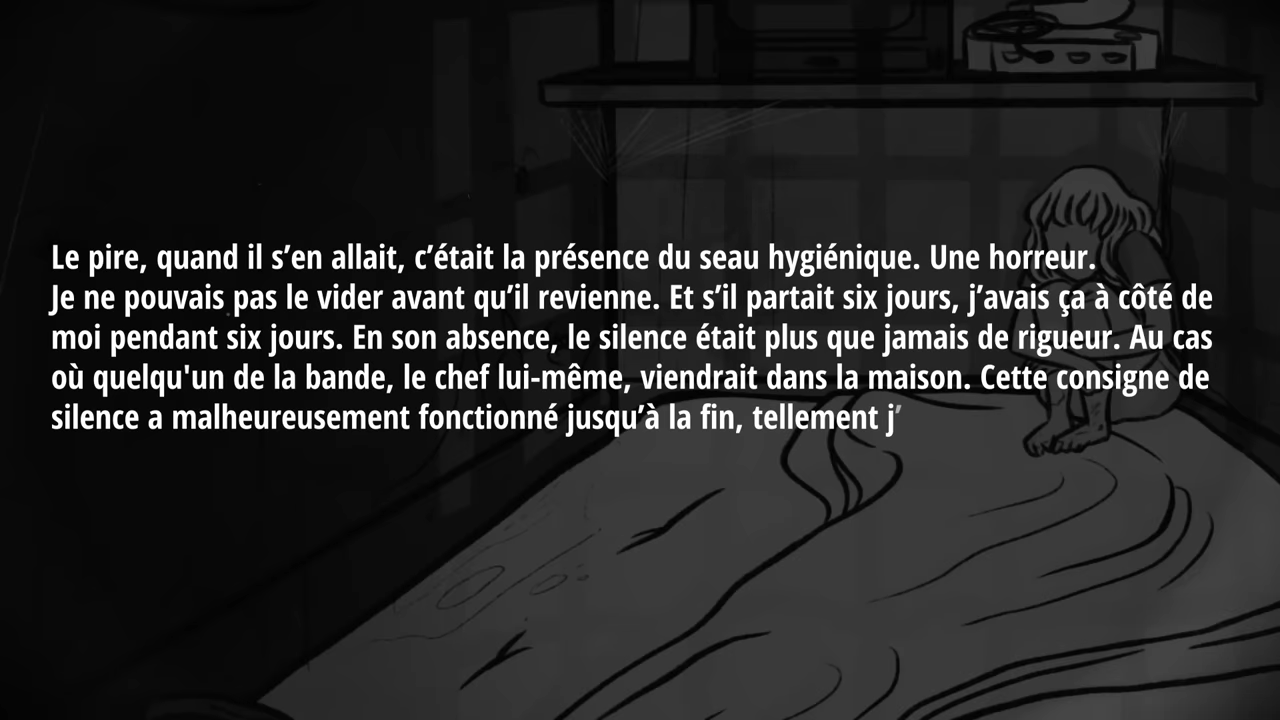 Le pire, quand il s’en allait, c’était la présence du seau hygiénique. Une horreur.
Je ne pouvais pas le vider avant qu’il revienne. Et s’il partait six jours, j’avais ça à côté de
moi pendant six jours. En son absence, le silence était plus que jamais de rigueur. Au cas
où quelqu'un de la bande, le chef lui-même, viendrait dans la maison. Cette consigne de
silence a malheureusement fonctionné jusqu’à la fin, tellement j’